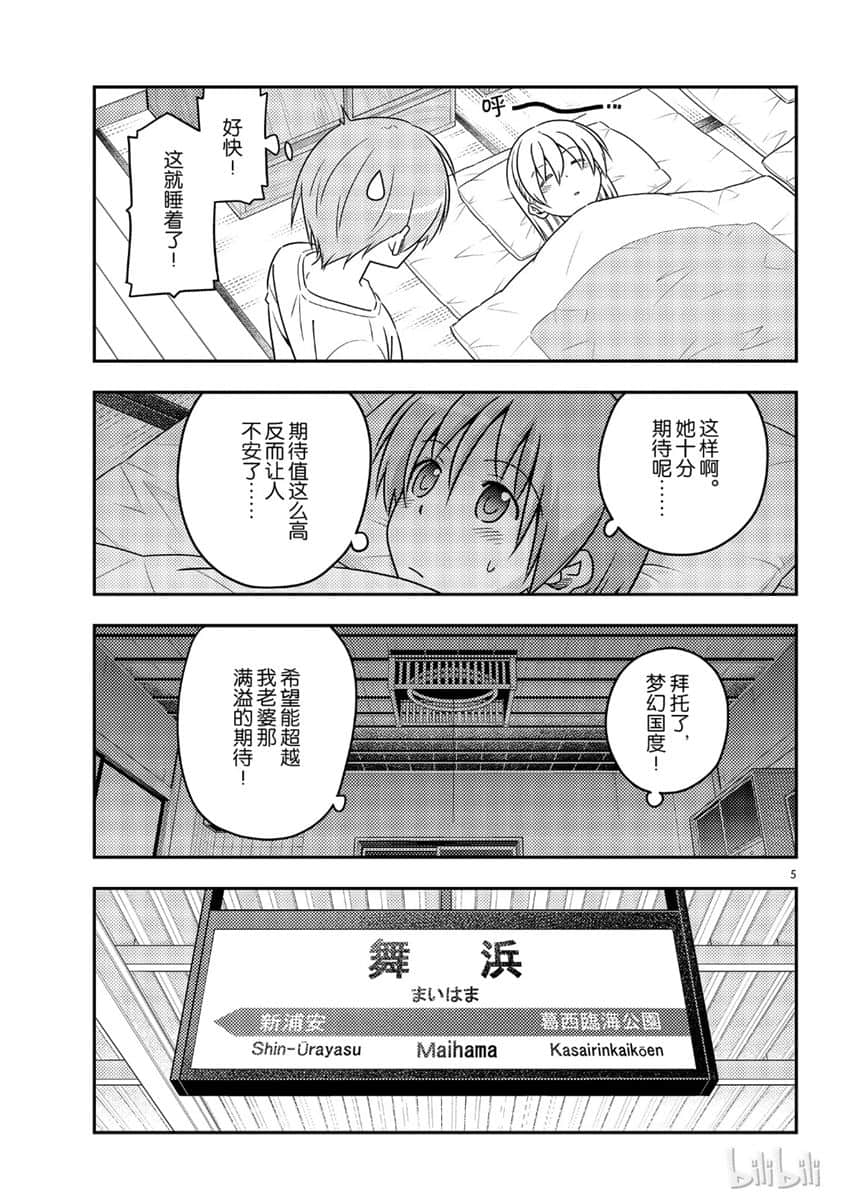 呼
好快！
这就睡着了！
这样啊。
她十分
期待呢……
期待值这么高
反而让人
不安了……
拜托了，
梦幻国度！
希望能超越
我老婆那
满溢的期待！
5
舞 浜
まいはま
新浦安 葛西臨海公園
Shin-Ūrayasu Maihama Kasairinkaikōen
bilibili